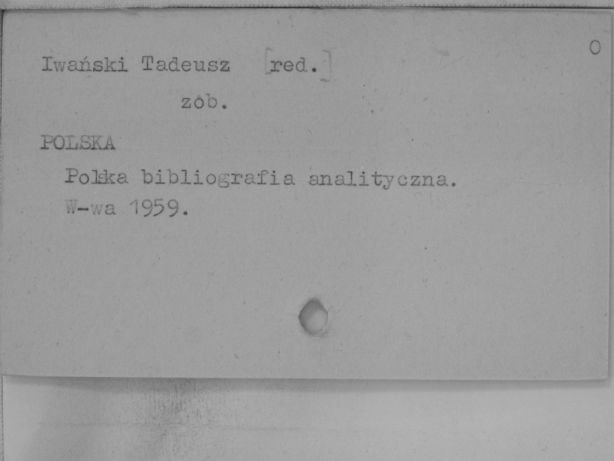 O
Iwański Tadeusz [red.]
zob.
POLSKA
Polska bibliografia analityczna.
W-wa 1959.